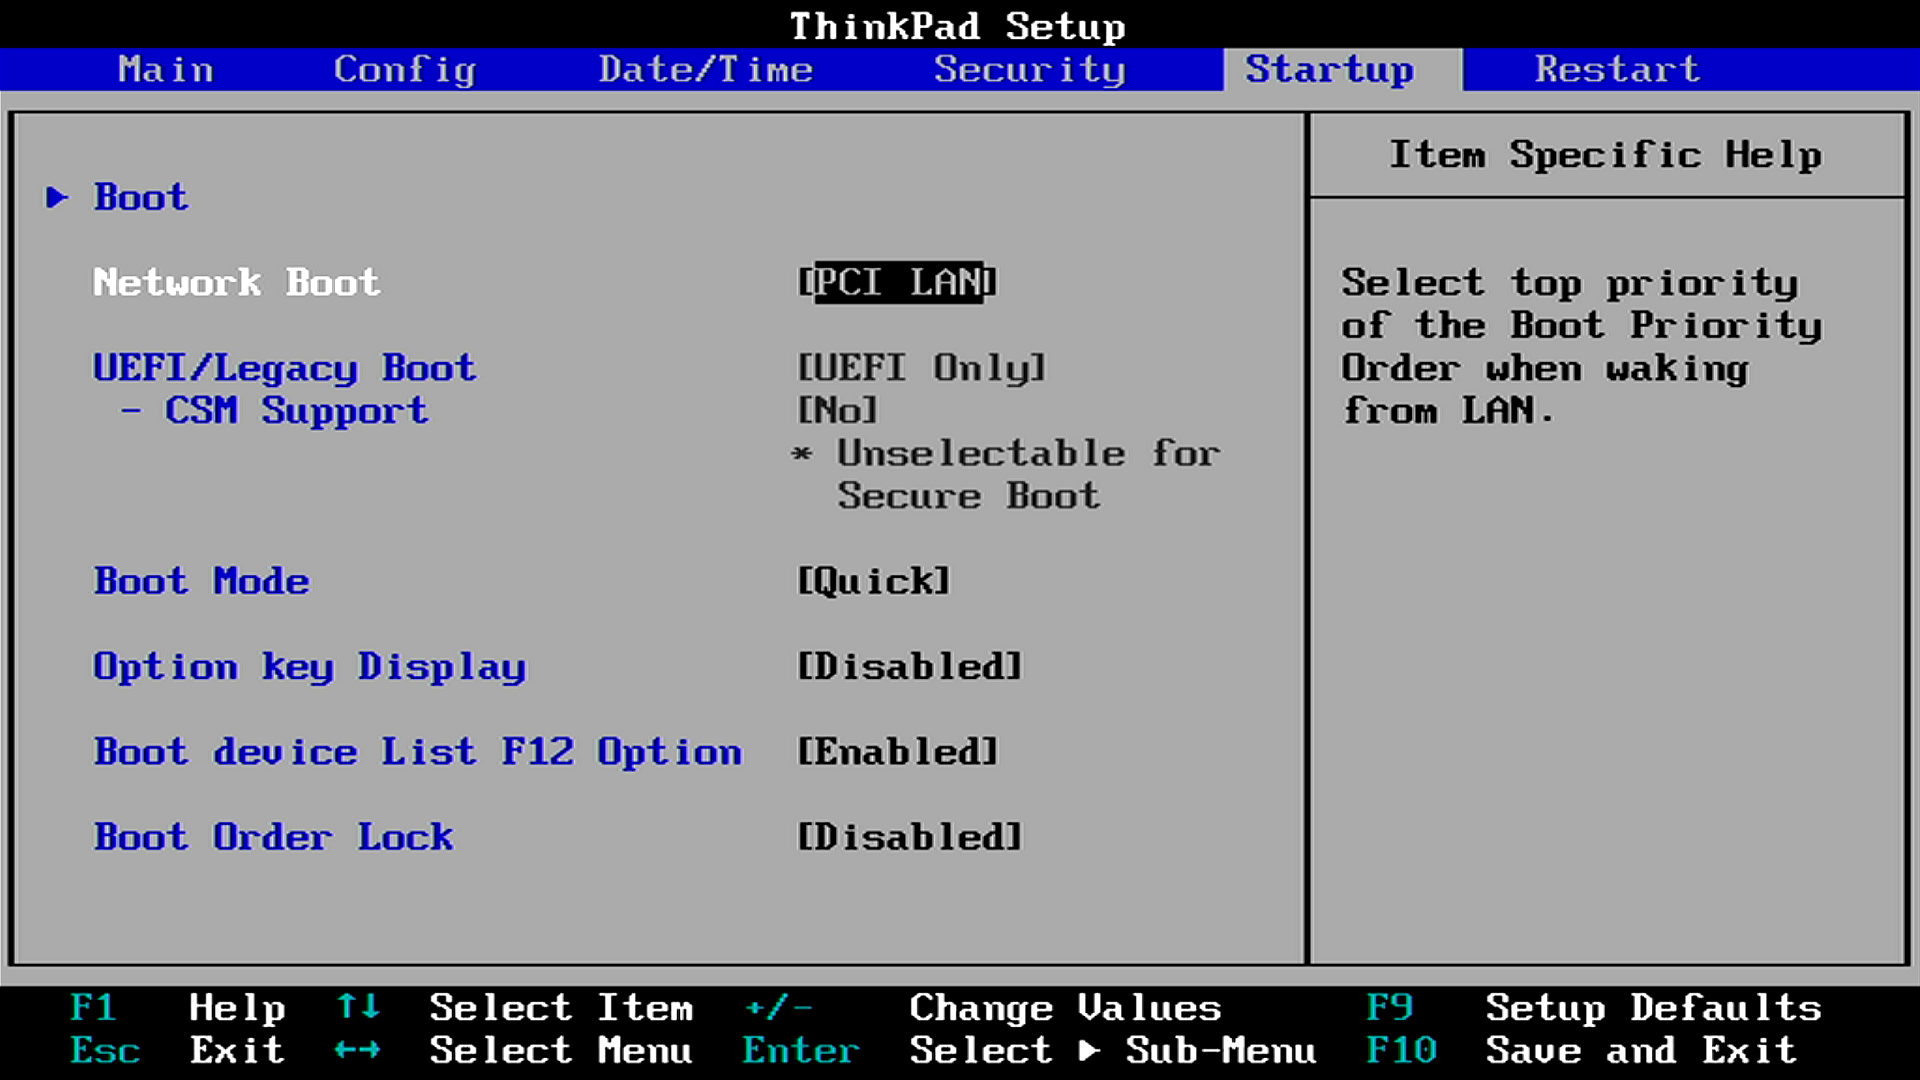 ThinkPad Setup
Main Config Date/Time Security Startup Restart
Item Specific Help
▶ Boot
Network Boot [PCI LAN]
UEFI/Legacy Boot [UEFI Only]
- CSM Support [No]
* Unselectable for
Secure Boot
Boot Mode [Quick]
Option key Display [Disabled]
Boot device List F12 Option [Enabled]
Boot Order Lock [Disabled]
Select top priority
of the Boot Priority
Order when waking
from LAN.
F1 Help ↑↓ Select Item +/- Change Values F9 Setup Defaults
Esc Exit ←→ Select Menu Enter Select ▶ Sub-Menu F10 Save and Exit